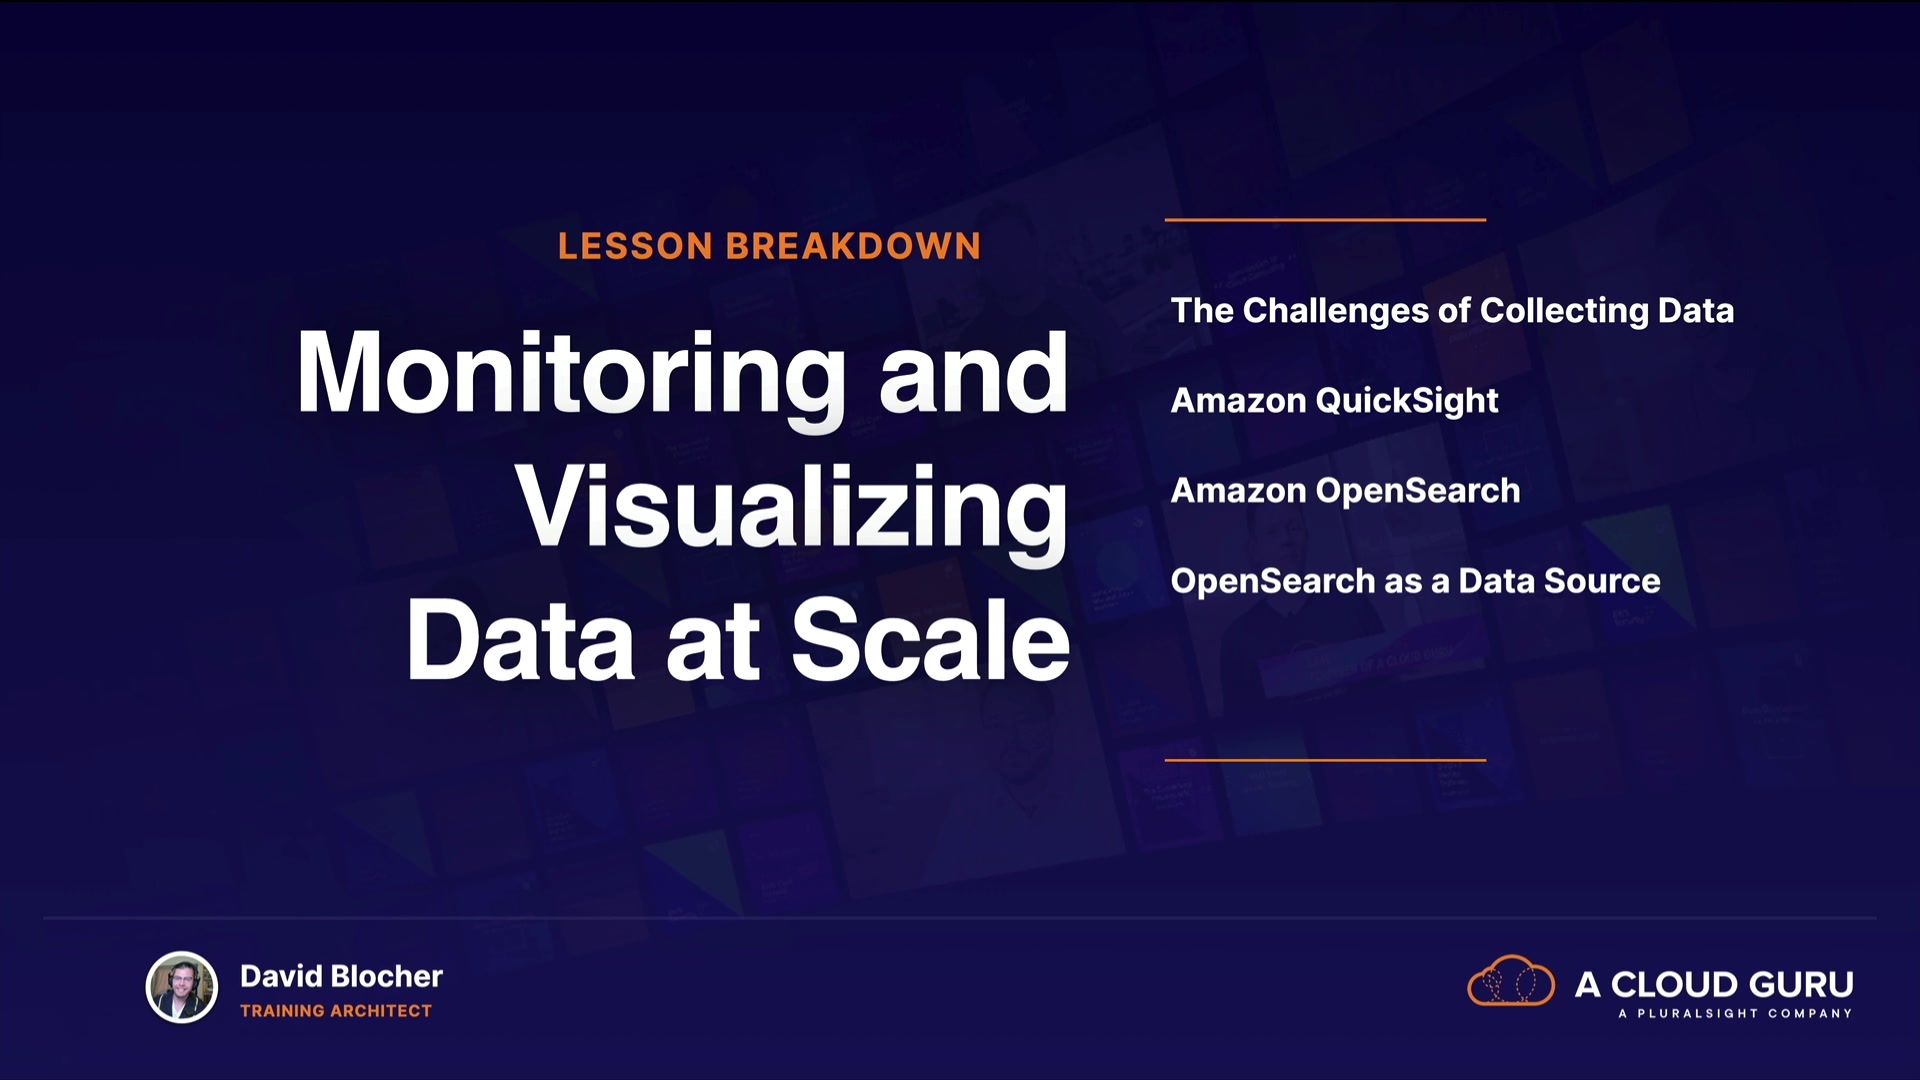 LESSON BREAKDOWN
Monitoring and
Visualizing
Data at Scale
The Challenges of Collecting Data
Amazon QuickSight
Amazon OpenSearch
OpenSearch as a Data Source
David Blocher
TRAINING ARCHITECT
A CLOUD GURU
A PLURALSIGHT COMPANY